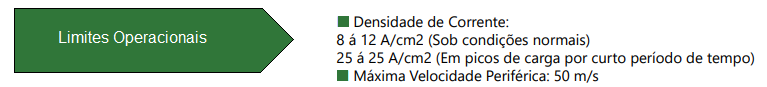 Limites Operacionais
■ Densidade de Corrente:
8 á 12 A/cm2 (Sob condições normais)
25 á 25 A/cm2 (Em picos de carga por curto período de tempo)
■ Máxima Velocidade Periférica: 50 m/s